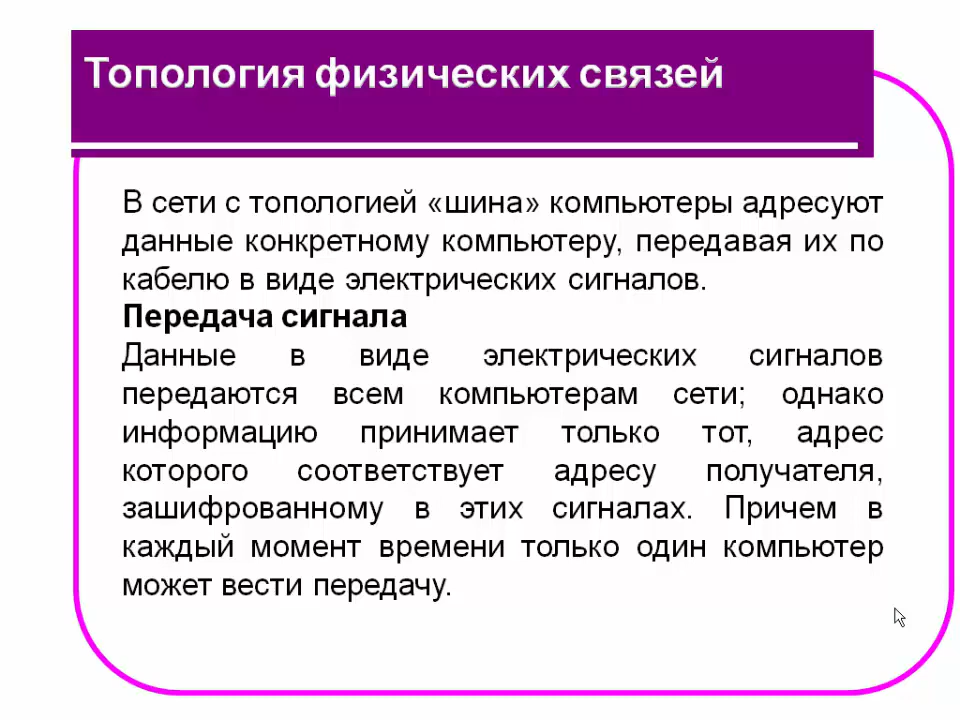 Топология физических связей
В сети с топологией «шина» компьютеры адресуют
данные конкретному компьютеру, передавая их по
кабелю в виде электрических сигналов.
Передача сигнала
Данные в виде электрических сигналов
передаются всем компьютерам сети; однако
информацию принимает только тот, адрес
которого соответствует адресу получателя,
зашифрованному в этих сигналах. Причем в
каждый момент времени только один компьютер
может вести передачу.